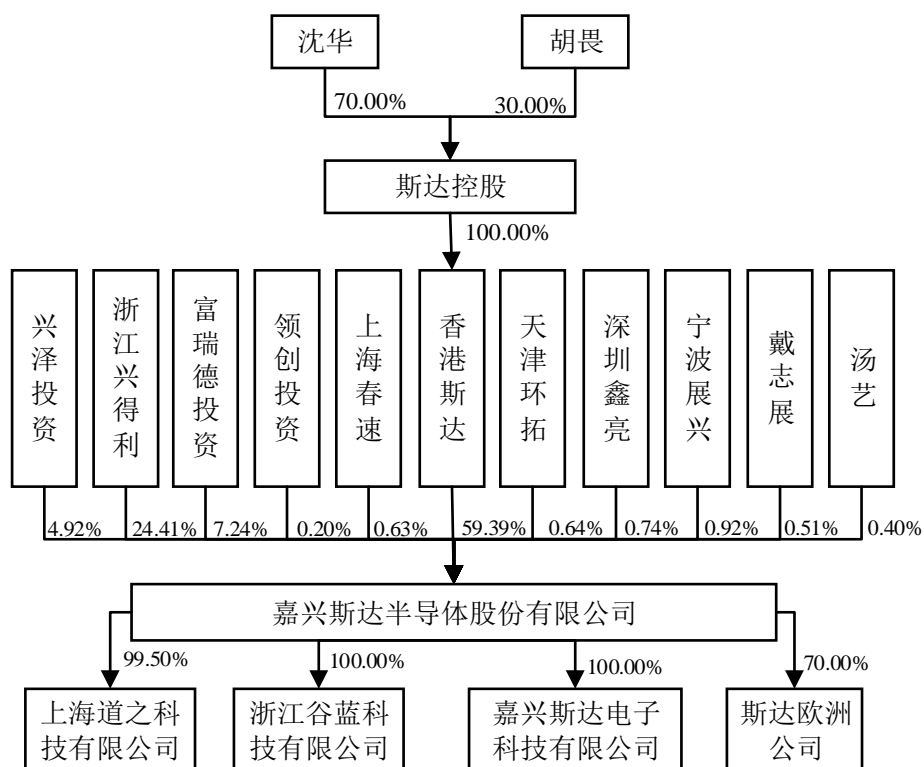 沈华
胡畏
70.00%
30.00%
斯达控股
100.00%
兴泽投资
浙江兴得利
富瑞德投资
领创投资
上海春速
香港斯达
天津环拓
深圳鑫亮
宁波展兴
戴志展
汤艺
4.92%
24.41%
7.24%
0.20%
0.63%
59.39%
0.64%
0.74%
0.92%
0.51%
0.40%
嘉兴斯达半导体股份有限公司
99.50%
100.00%
100.00%
70.00%
上海道之科
技有限公司
浙江谷蓝科
技有限公司
嘉兴斯达电子
科技有限公司
斯达欧洲
公司